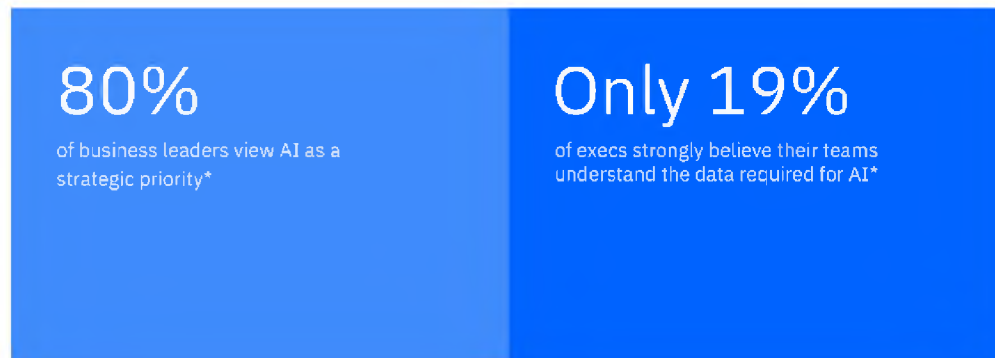 80%
of business leaders view AI as a
strategic priority*
Only 19%
of execs strongly believe their teams
understand the data required for AI*